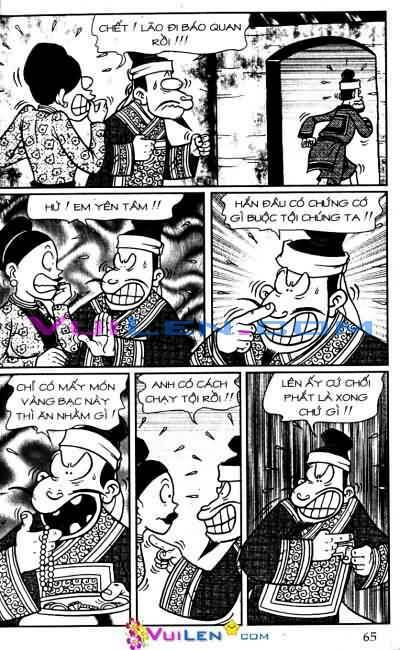 CHẾT ! LÃO ĐI BÁO QUAN
RỒI !!!
HỪ ! EM YÊN TÂM !!
HẮN ĐÂU CÓ CHỨNG CỚ
GÌ BUỘC TỘI CHÚNG TA !!
VUILEN.COM
CHỈ CÓ MẤY MÓN
VÀNG BẠC NÀY
THÌ ĂN NHẰM GÌ !
ANH CÓ CÁCH
CHẠY TỘI RỒI !!
LÊN ẤY CỨ CHỐI
PHẮT LÀ XONG
CHỨ GÌ !!
VUILEN.COM
65